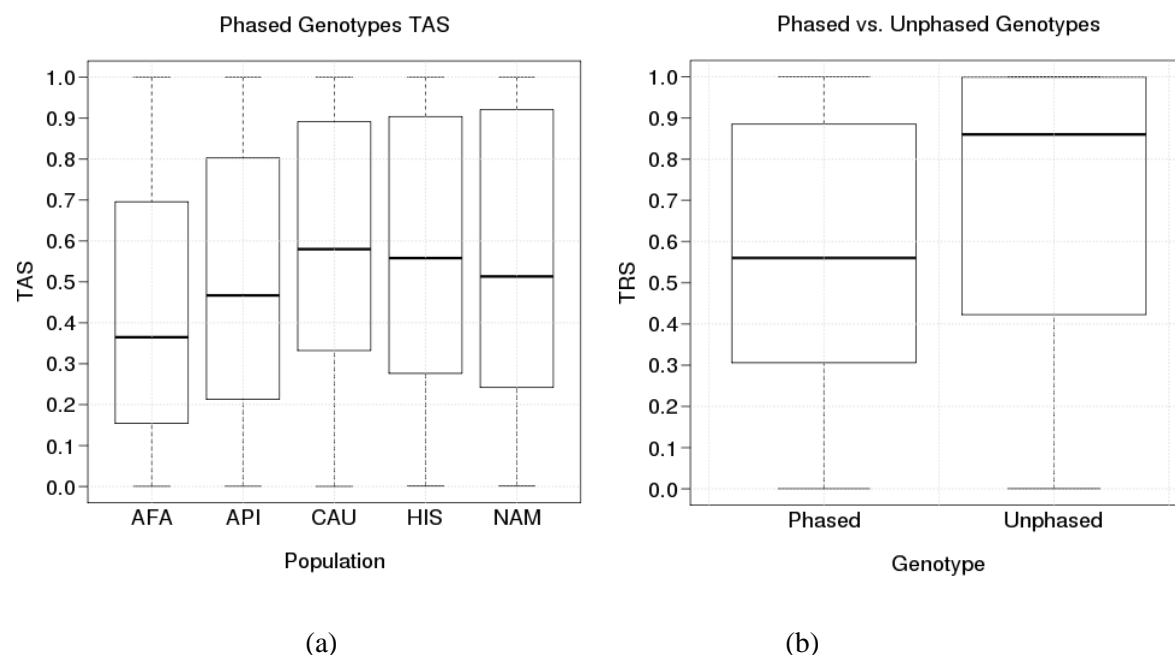 Phased Genotypes TAS
TAS
1.0
0.9
0.8
0.7
0.6
0.5
0.4
0.3
0.2
0.1
0.0
AFA API CAU HIS NAM
Population
(a)
Phased vs. Unphased Genotypes
TRS
1.0
0.9
0.8
0.7
0.6
0.5
0.4
0.3
0.2
0.1
0.0
Phased Unphased
Genotype
(b)